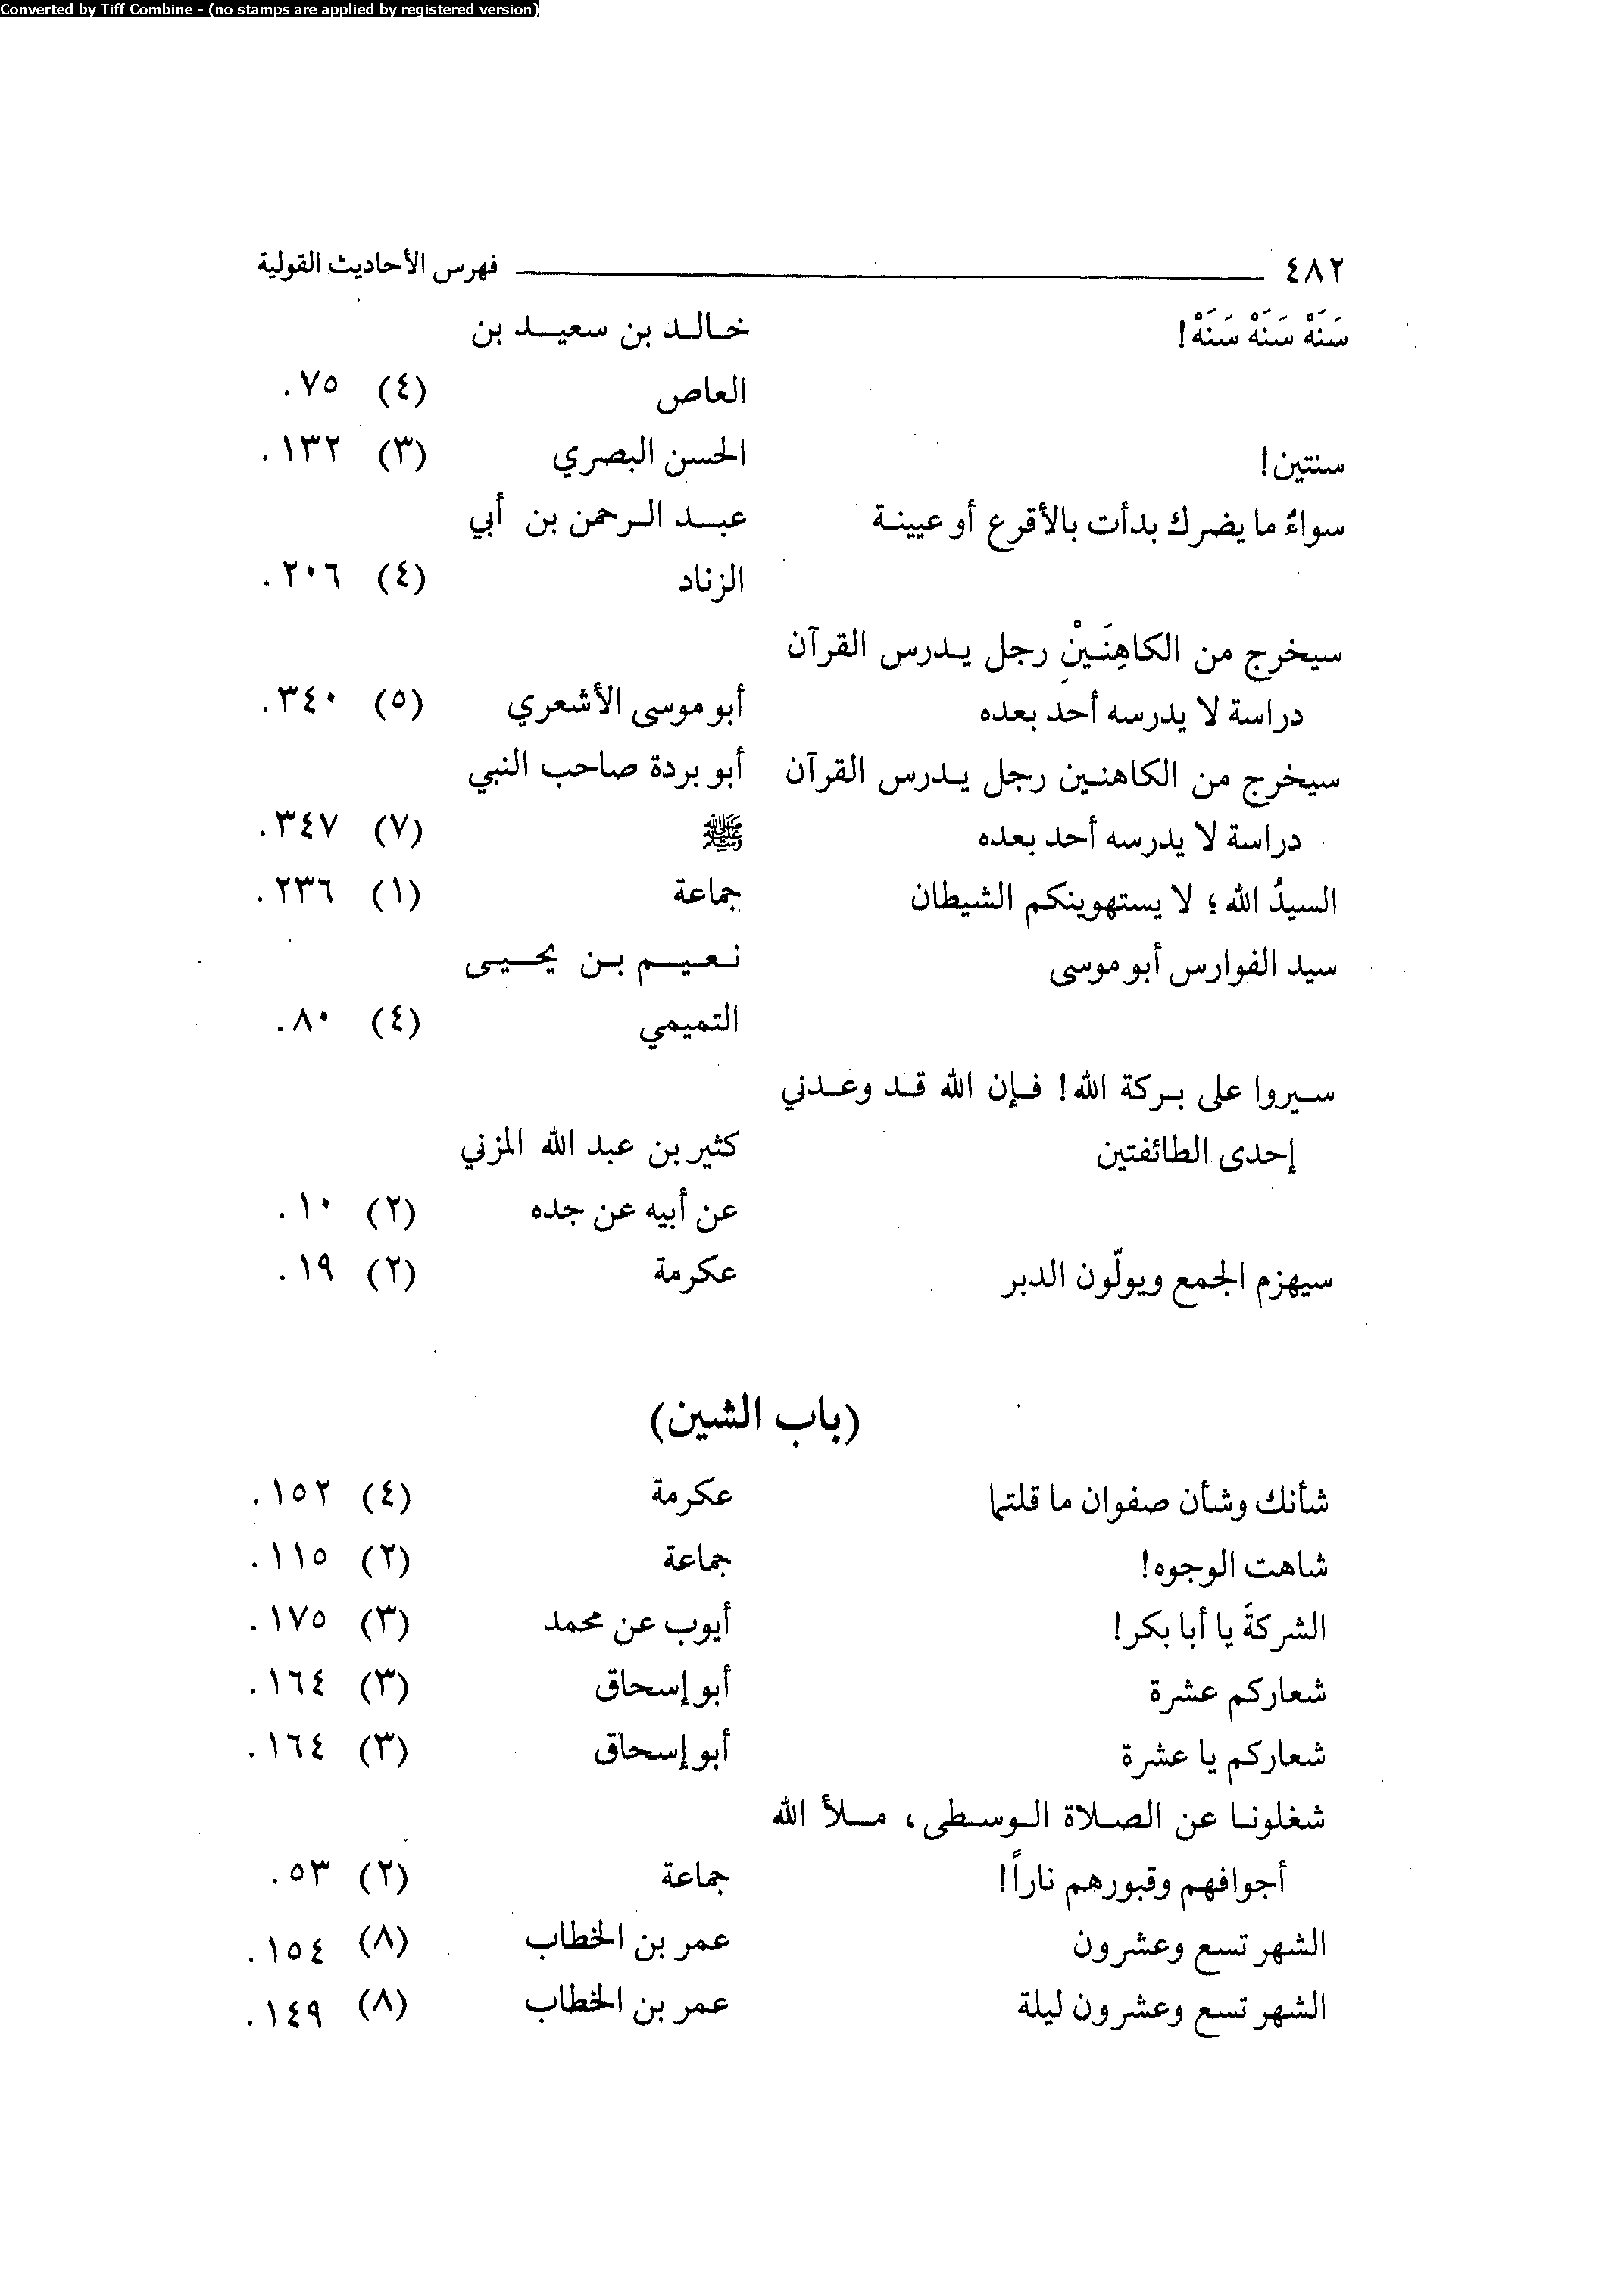 Converted by Tiff Combine - (no stamps are applied by registered version)
٤٨٢ فهرس الأحاديث القولية
سَنَهْ سَنَهْ سَنَهْ! خالد بن سعيد بن
العاص (٤) ٧٥.
سنتين! الحسن البصري (٣) ١٣٢.
سواءٌ ما يضرك بدأت بالأقرع أو عيينة عبد الرحمن بن أبي
الزناد (٤) ٢٠٦.
سيخرج من الكاهِنَيْنِ رجل يدرس القرآن
دراسة لا يدرسه أحد بعده أبو موسى الأشعري (٥) ٣٤٠.
سيخرج من الكاهنين رجل يدرس القرآن أبو بردة صاحب النبي
دراسة لا يدرسه أحد بعده ﷺ (٧) ٣٤٧.
السيدُ الله؛ لا يستهوينكم الشيطان جماعة (١) ٢٣٦.
سيد الفوارس أبو موسى نعيم بن يحيى
التميمي (٤) ٨٠.
سيروا على بركة الله! فإن الله قد وعدني
إحدى الطائفتين كثير بن عبد الله المزني
عن أبيه عن جده (٢) ١٠.
سيهزم الجمع ويولّون الدبر عكرمة (٢) ١٩.
(باب الشين)
شأنك وشأن صفوان ما قلتما عكرمة (٤) ١٥٢.
شاهت الوجوه! جماعة (٢) ١١٥.
الشركةَ يا أبا بكر! أيوب عن محمد (٣) ١٧٥.
شعاركم عشرة أبو إسحاق (٣) ١٦٤.
شعاركم يا عشرة أبو إسحاق (٣) ١٦٤.
شغلونا عن الصلاة الوسطى، ملأ الله
أجوافهم وقبورهم ناراً! جماعة (٢) ٥٣.
الشهر تسع وعشرون عمر بن الخطاب (٨) ١٥٤.
الشهر تسع وعشرون ليلة عمر بن الخطاب (٨) ١٤٩.